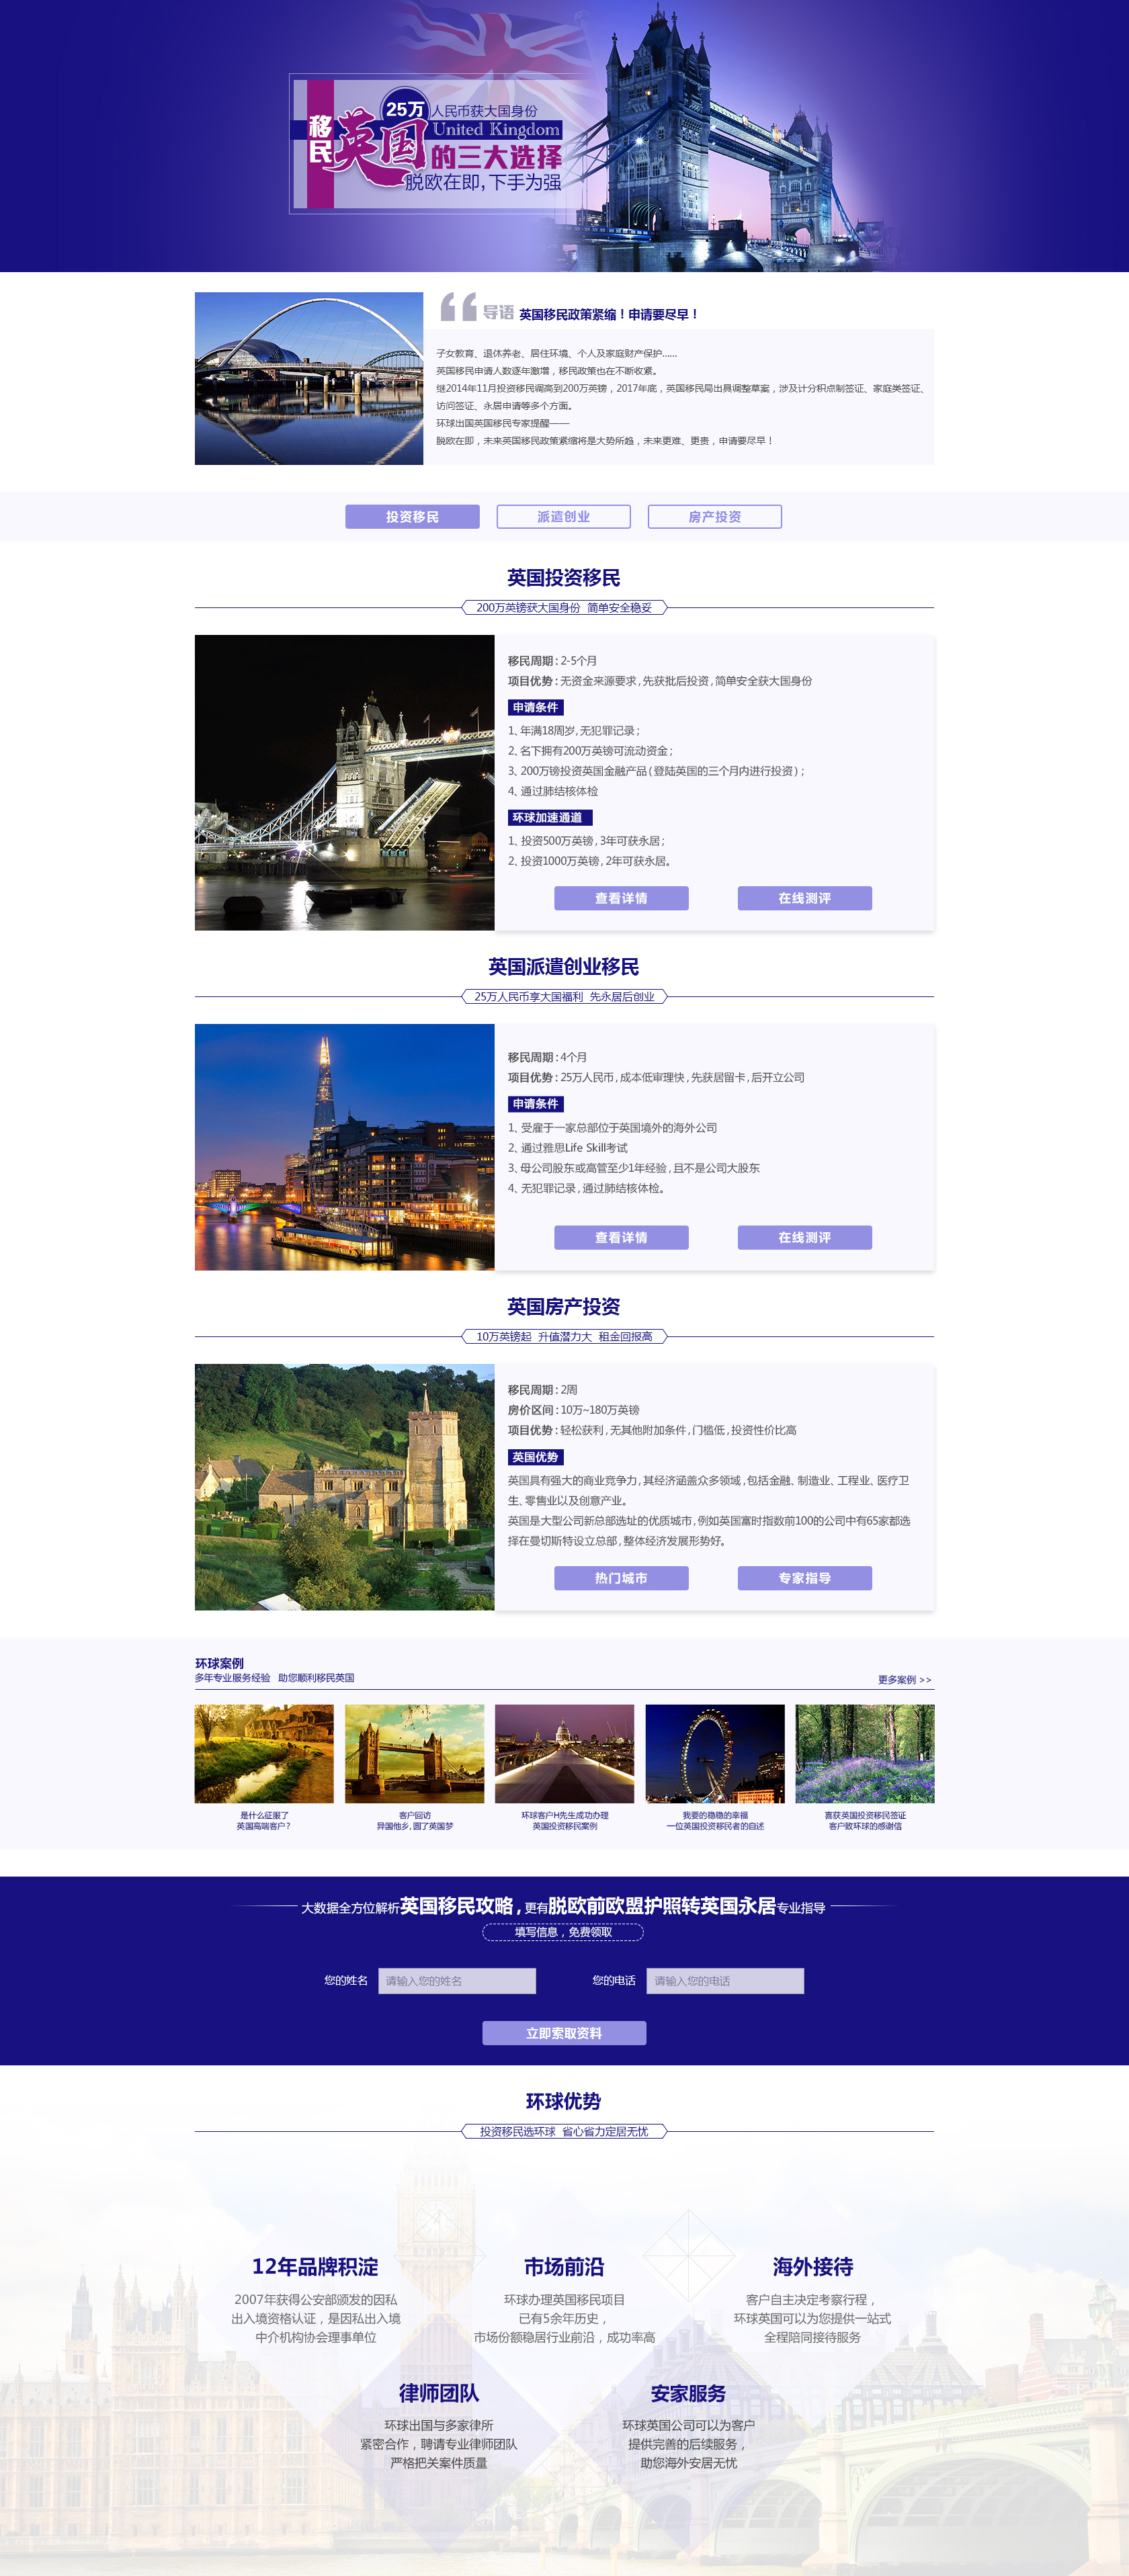 移民
英国
25万
人民币获大国身份
United Kingdom
的三大选择
脱欧在即,下手为强
导语 英国移民政策紧缩！申请要尽早！
子女教育、退休养老、居住环境、个人及家庭财产保护……
英国移民申请人数逐年激增，移民政策也在不断收紧。
继2014年11月投资移民调高到200万英镑，2017年底，英国移民局出具调整草案，涉及计分积点制签证、家庭类签证、
访问签证、永居申请等多个方面。
环球出国英国移民专家提醒——
脱欧在即，未来英国移民政策紧缩将是大势所趋，未来更难、更贵，申请要尽早！
投资移民 派遣创业 房产投资
英国投资移民
200万英镑获大国身份 简单安全稳妥
移民周期：2-5个月
项目优势：无资金来源要求，先获批后投资，简单安全获大国身份
申请条件
1、年满18周岁，无犯罪记录；
2、名下拥有200万英镑可流动资金；
3、200万镑投资英国金融产品（登陆英国的三个月内进行投资）；
4、通过肺结核体检
环球加速通道
1、投资500万英镑，3年可获永居；
2、投资1000万英镑，2年可获永居。
查看详情 在线测评
英国派遣创业移民
25万人民币享大国福利 先永居后创业
移民周期：4个月
项目优势：25万人民币，成本低审理快，先获居留卡，后开立公司
申请条件
1、受雇于一家总部位于英国境外的海外公司
2、通过雅思Life Skill考试
3、母公司股东或高管至少1年经验，且不是公司大股东
4、无犯罪记录，通过肺结核体检。
查看详情 在线测评
英国房产投资
10万英镑起 升值潜力大 租金回报高
移民周期：2周
房价区间：10万~180万英镑
项目优势：轻松获利，无其他附加条件，门槛低，投资性价比高
英国优势
英国具有强大的商业竞争力，其经济涵盖众多领域，包括金融、制造业、工程业、医疗卫
生、零售业以及创意产业。
英国是大型公司新总部选址的优质城市，例如英国富时指数前100的公司中有65家都选
择在曼切斯特设立总部，整体经济发展形势好。
热门城市 专家指导
环球案例
多年专业服务经验 助您顺利移民英国
更多案例 >>
是什么征服了
英国高端客户？
客户回访
异国他乡，圆了英国梦
环球客户H先生成功办理
英国投资移民案例
我要的稳稳的幸福
一位英国投资移民者的自述
喜获英国投资移民签证
客户致环球的感谢信
大数据全方位解析英国移民攻略，更有脱欧前欧盟护照转英国永居专业指导
填写信息，免费领取
您的姓名 请输入您的姓名 您的电话 请输入您的电话
立即索取资料
环球优势
投资移民选环球 省心省力定居无忧
12年品牌积淀
2007年获得公安部颁发的因私
出入境资格认证，是因私出入境
中介机构协会理事单位
市场前沿
环球办理英国移民项目
已有5余年历史，
市场份额稳居行业前沿，成功率高
海外接待
客户自主决定考察行程，
环球英国可以为您提供一站式
全程陪同接待服务
律师团队
环球出国与多家律所
紧密合作，聘请专业律师团队
严格把关案件质量
安家服务
环球英国公司可以为客户
提供完善的后续服务，
助您海外安居无忧